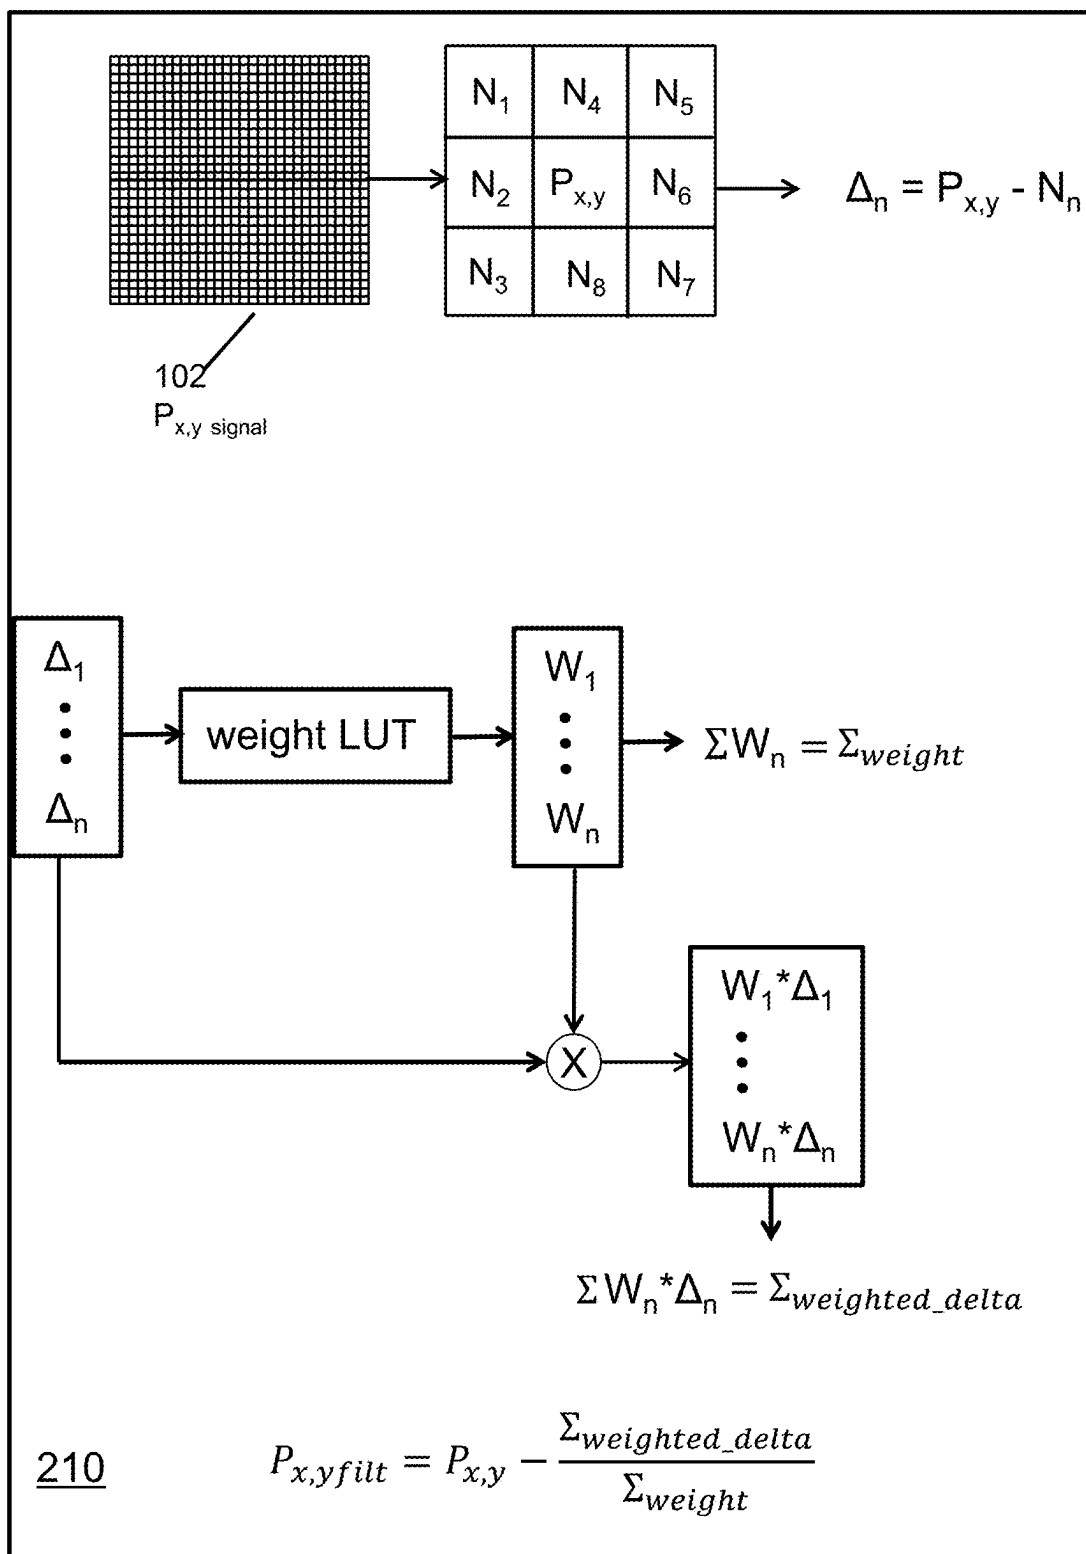 N₁ N₄ N₅
N₂ Pₓ,ᵧ N₆ Δₙ = Pₓ,ᵧ - Nₙ
N₃ N₈ N₇
102
Pₓ,ᵧ signal
Δ₁ W₁
weight LUT ΣWₙ = Σweight
Δₙ Wₙ
W₁*Δ₁
X
Wₙ*Δₙ
ΣWₙ*Δₙ = Σweighted_delta
210 Pₓ,ᵧfilt = Pₓ,ᵧ - Σweighted_delta
Σweight